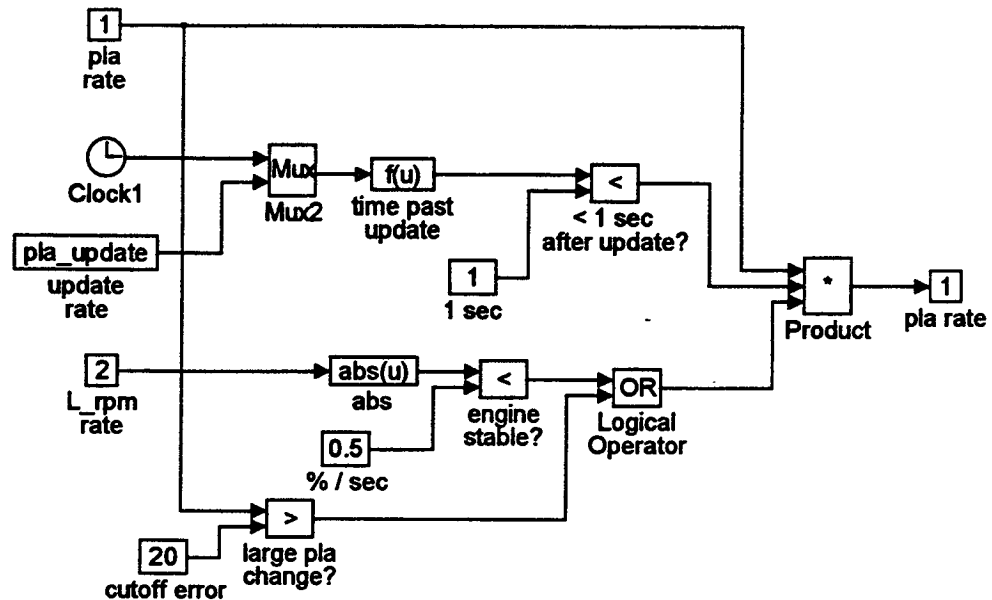 1
pla
rate
Clock1
Mux
Mux2
f(u)
time past
update
<
< 1 sec
after update?
pla_update
update
rate
1
1 sec
*
Product
1
pla rate
2
L_rpm
rate
abs(u)
abs
<
engine
stable?
OR
Logical
Operator
0.5
% / sec
>
large pla
change?
20
cutoff error